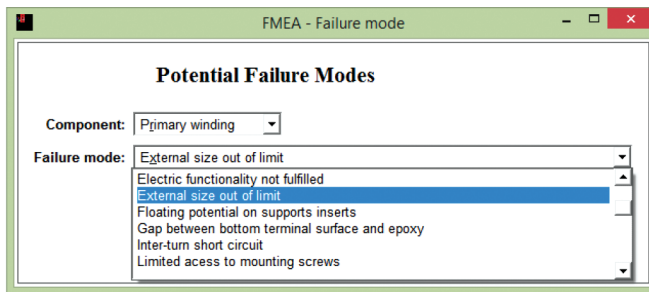 FMEA - Failure mode
Potential Failure Modes
Component: Primary winding
Failure mode: External size out of limit
Electric functionality not fulfilled
External size out of limit
Floating potential on supports inserts
Gap between bottom terminal surface and epoxy
Inter-turn short circuit
Limited acess to mounting screws